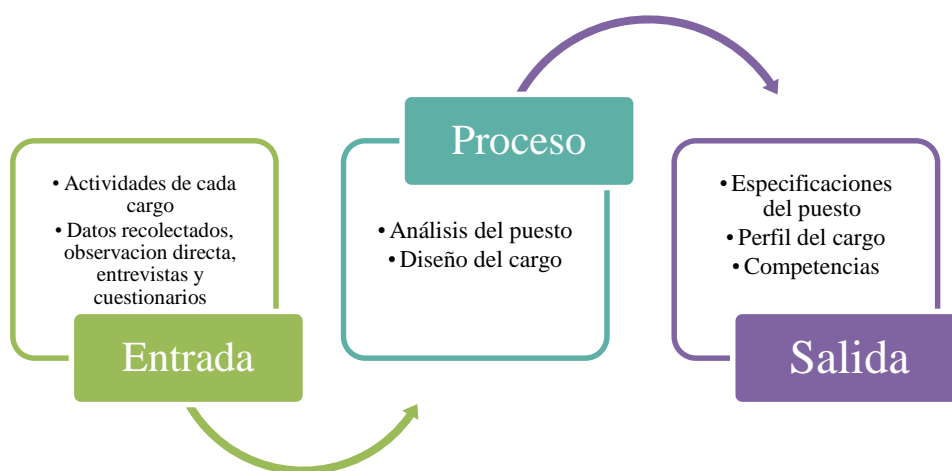 • Actividades de cada
cargo
• Datos recolectados,
observacion directa,
entrevistas y
cuestionarios
Entrada
Proceso
• Análisis del puesto
• Diseño del cargo
• Especificaciones
del puesto
• Perfil del cargo
• Competencias
Salida